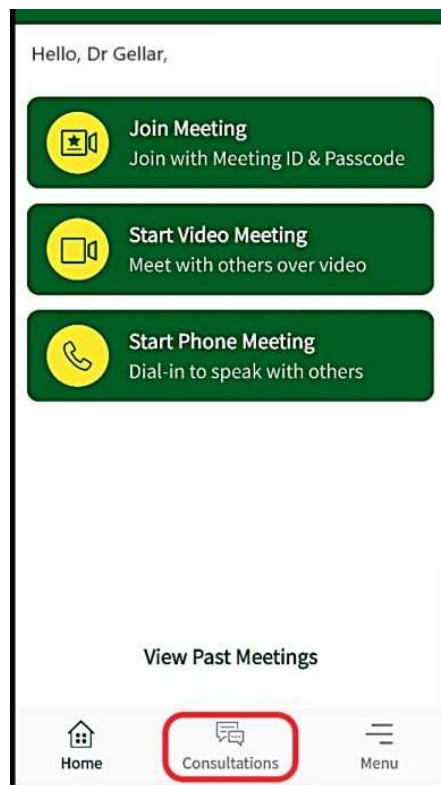 Hello, Dr Gellar,
Join Meeting
Join with Meeting ID & Passcode
Start Video Meeting
Meet with others over video
Start Phone Meeting
Dial-in to speak with others
View Past Meetings
Home Consultations Menu